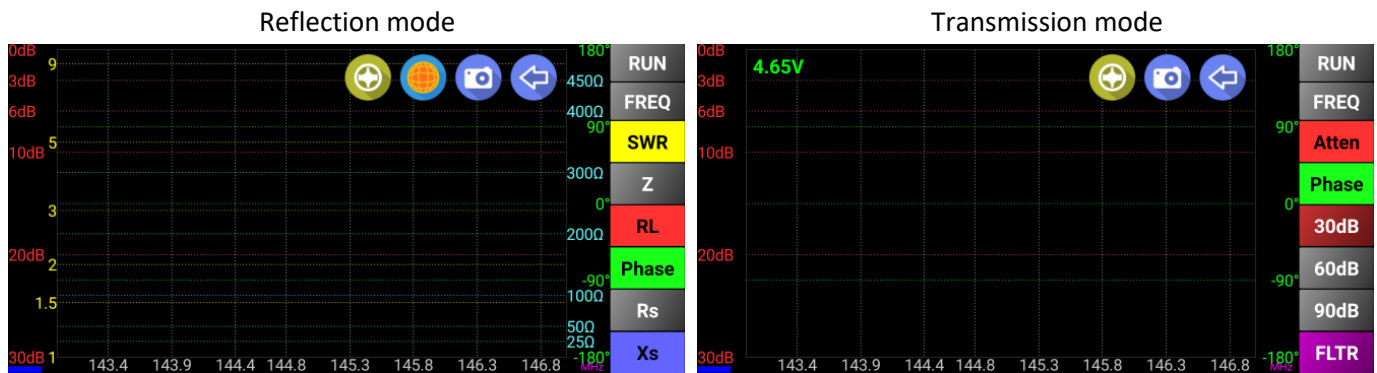 Reflection mode
Transmission mode
0dB 9 180° RUN
3dB 450Ω
6dB 400Ω FREQ
90°
10dB 5 SWR
300Ω Z
3 0°
200Ω RL
20dB 2 -90° Phase
1.5 100Ω Rs
50Ω
25Ω
30dB 1 -180° Xs
143.4 143.9 144.4 144.8 145.3 145.8 146.3 146.8 MHz
0dB 4.65V 180° RUN
3dB
6dB FREQ
90°
10dB Atten
0° Phase
30dB
20dB -90° 60dB
90dB
30dB -180° FLTR
143.4 143.9 144.4 144.8 145.3 145.8 146.3 146.8 MHz